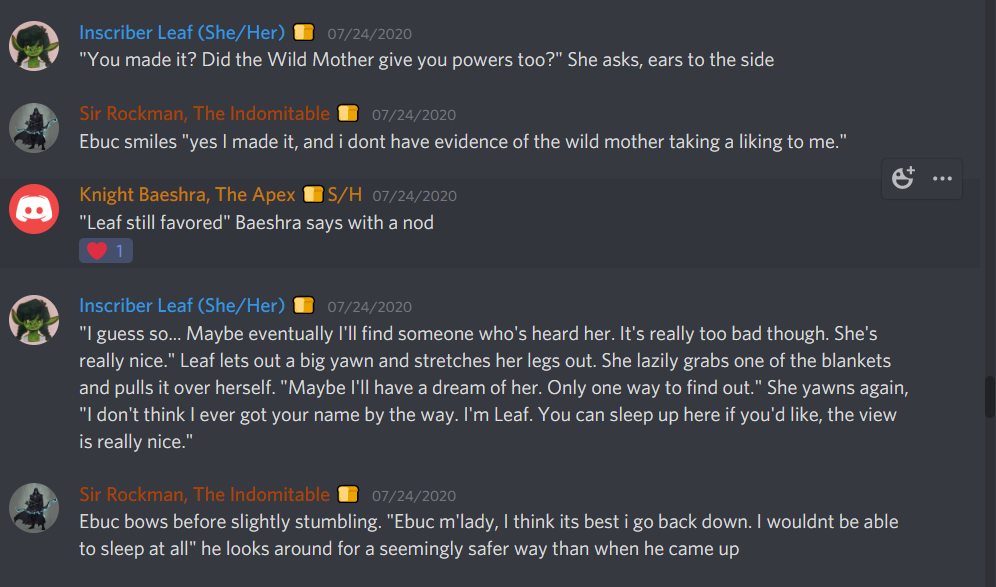 Inscriber Leaf (She/Her) 07/24/2020
"You made it? Did the Wild Mother give you powers too?" She asks, ears to the side
Sir Rockman, The Indomitable 07/24/2020
Ebuc smiles "yes I made it, and i dont have evidence of the wild mother taking a liking to me."
Knight Baeshra, The Apex S/H 07/24/2020
"Leaf still favored" Baeshra says with a nod
1
Inscriber Leaf (She/Her) 07/24/2020
"I guess so... Maybe eventually I'll find someone who's heard her. It's really too bad though. She's
really nice." Leaf lets out a big yawn and stretches her legs out. She lazily grabs one of the blankets
and pulls it over herself. "Maybe I'll have a dream of her. Only one way to find out." She yawns again,
"I don't think I ever got your name by the way. I'm Leaf. You can sleep up here if you'd like, the view
is really nice."
Sir Rockman, The Indomitable 07/24/2020
Ebuc bows before slightly stumbling. "Ebuc m'lady, I think its best i go back down. I wouldnt be able
to sleep at all" he looks around for a seemingly safer way than when he came up